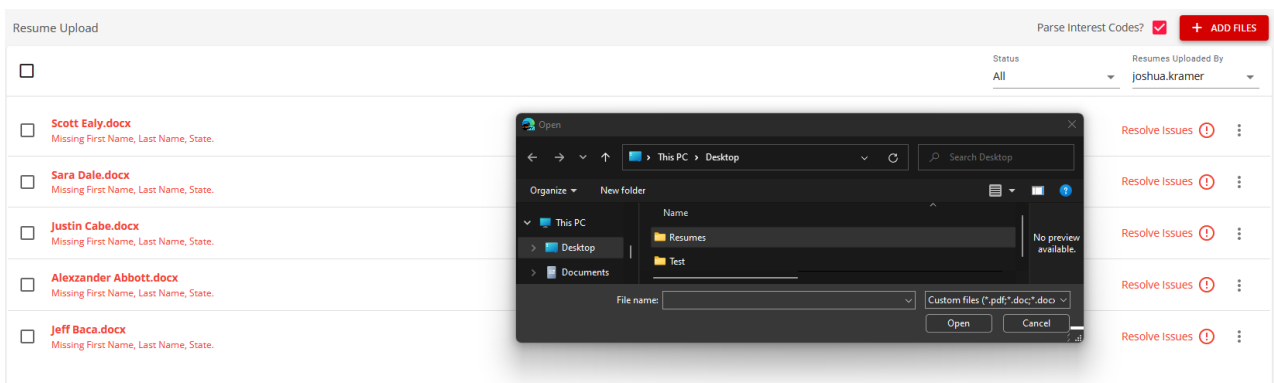 Resume Upload
Parse Interest Codes?
+ ADD FILES
Status
All
Resumes Uploaded By
joshua.kramer
Scott Ealy.docx
Missing First Name, Last Name, State.
Resolve Issues
Sara Dale.docx
Missing First Name, Last Name, State.
Resolve Issues
Justin Cabe.docx
Missing First Name, Last Name, State.
Resolve Issues
Alexzander Abbott.docx
Missing First Name, Last Name, State.
Resolve Issues
Jeff Baca.docx
Missing First Name, Last Name, State.
Resolve Issues
Open
This PC › Desktop
Search Desktop
Organize
New folder
This PC
Desktop
Documents
Name
Resumes
Test
No preview
available.
File name:
Custom files (*.pdf;*.doc;*.doc
Open
Cancel